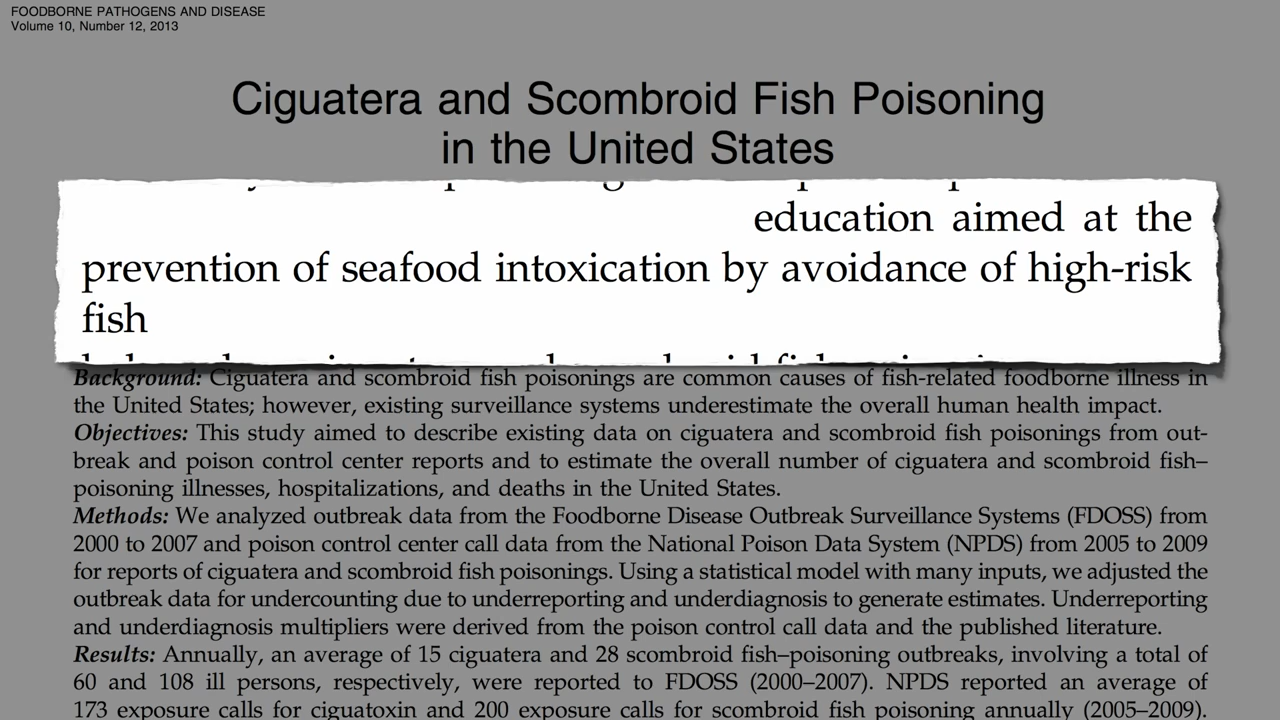 FOODBORNE PATHOGENS AND DISEASE
Volume 10, Number 12, 2013
Ciguatera and Scombroid Fish Poisoning
in the United States
education aimed at the
prevention of seafood intoxication by avoidance of high-risk
fish
Background: Ciguatera and scombroid fish poisonings are common causes of fish-related foodborne illness in
the United States; however, existing surveillance systems underestimate the overall human health impact.
Objectives: This study aimed to describe existing data on ciguatera and scombroid fish poisonings from out-
break and poison control center reports and to estimate the overall number of ciguatera and scombroid fish–
poisoning illnesses, hospitalizations, and deaths in the United States.
Methods: We analyzed outbreak data from the Foodborne Disease Outbreak Surveillance Systems (FDOSS) from
2000 to 2007 and poison control center call data from the National Poison Data System (NPDS) from 2005 to 2009
for reports of ciguatera and scombroid fish poisonings. Using a statistical model with many inputs, we adjusted the
outbreak data for undercounting due to underreporting and underdiagnosis to generate estimates. Underreporting
and underdiagnosis multipliers were derived from the poison control call data and the published literature.
Results: Annually, an average of 15 ciguatera and 28 scombroid fish–poisoning outbreaks, involving a total of
60 and 108 ill persons, respectively, were reported to FDOSS (2000–2007). NPDS reported an average of
173 exposure calls for ciguatoxin and 200 exposure calls for scombroid fish poisoning annually (2005–2009).